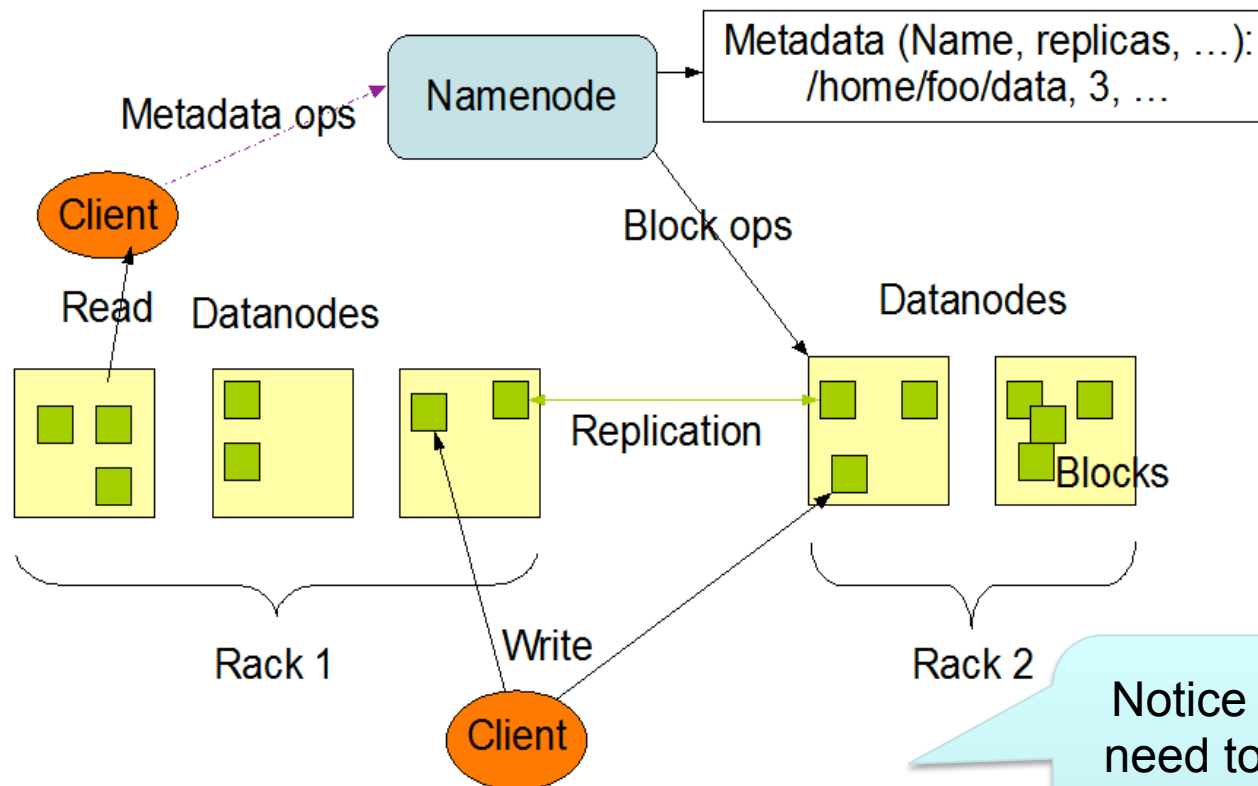 Metadata (Name, replicas, …):
/home/foo/data, 3, …
Namenode
Metadata ops
Client
Block ops
Read
Datanodes
Datanodes
Replication
Blocks
Rack 1
Write
Rack 2
Client
Notice
need to